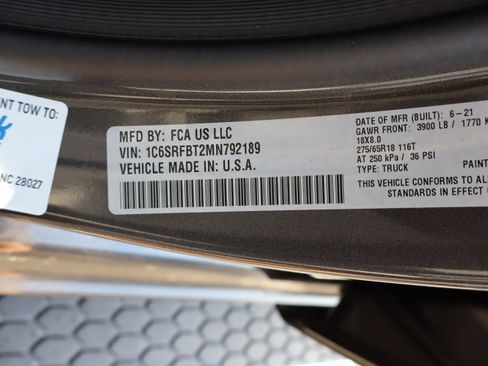 NT TOW TO:
NC 28027
MFD BY: FCA US LLC
VIN: 1C6SRFBT2MN792189
VEHICLE MADE IN: U.S.A.
DATE OF MFR (BUILT): 6-21
GAWR FRONT: 3900 LB / 1770 K
18X8.0
275/65R18 116T
AT 250 kPa / 36 PSI
TYPE: TRUCK
PAINT
THIS VEHICLE CONFORMS TO AL
STANDARDS IN EFFEC